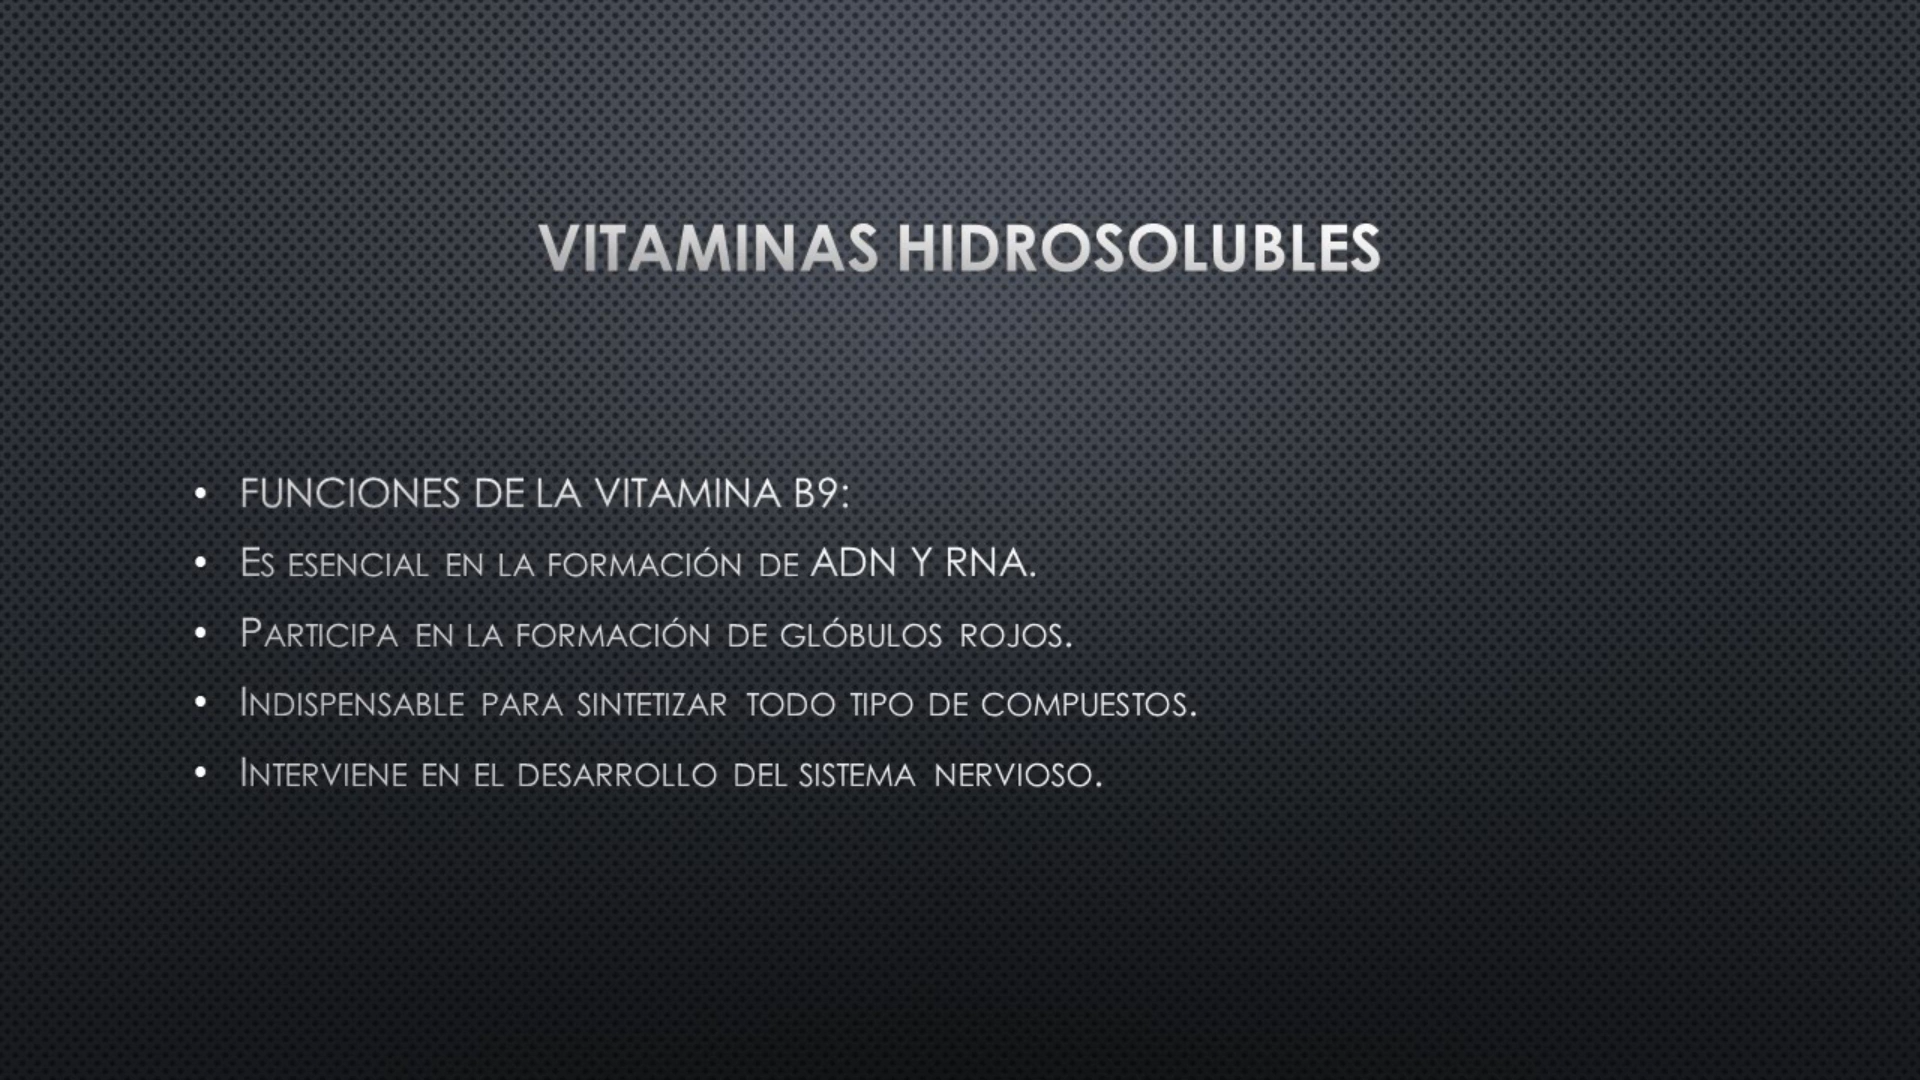 VITAMINAS HIDROSOLUBLES
• FUNCIONES DE LA VITAMINA B9:
• Es esencial en la formación de ADN Y RNA.
• Participa en la formación de glóbulos rojos.
• Indispensable para sintetizar todo tipo de compuestos.
• Interviene en el desarrollo del sistema nervioso.